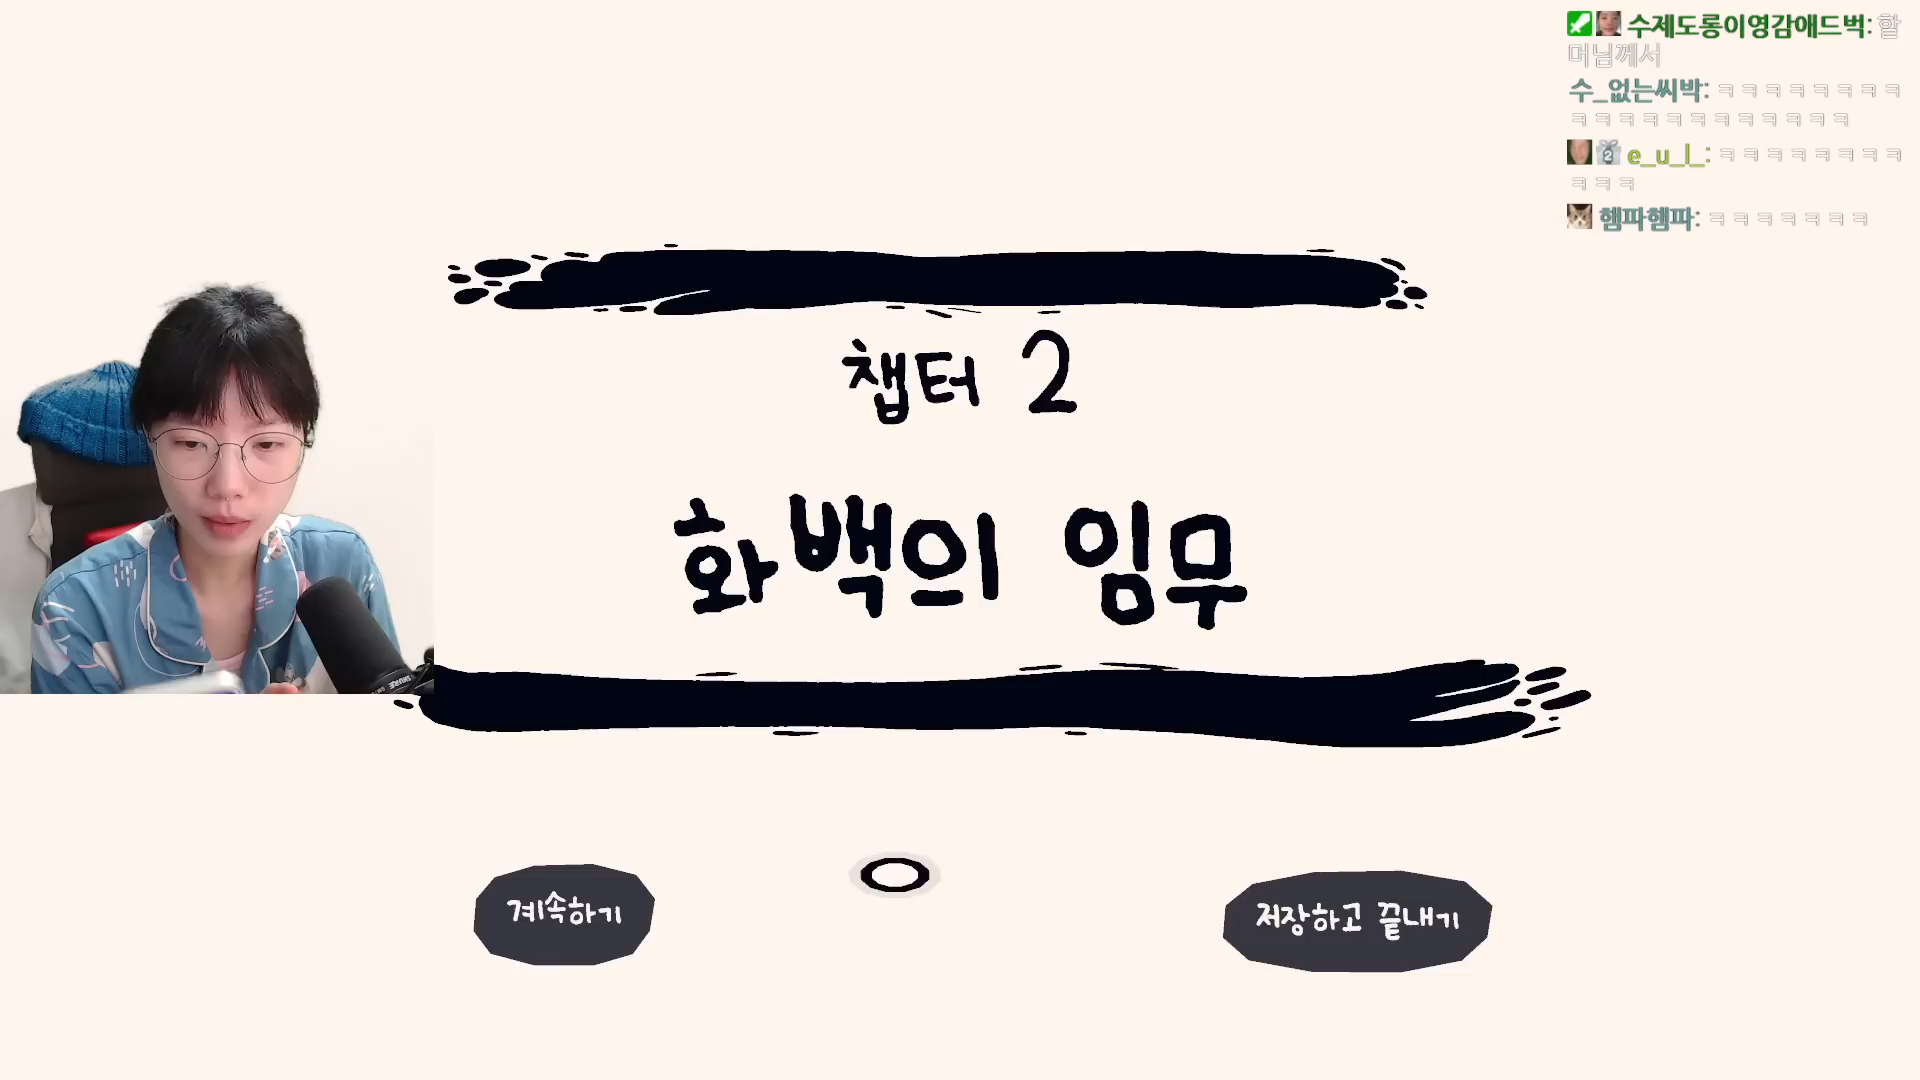 수제도롱이영감애드벅: 할
머님께서
수_없는씨박: ㅋㅋㅋㅋㅋㅋㅋㅋ
ㅋㅋㅋㅋㅋㅋㅋㅋㅋㅋㅋㅋ
2 e_u_l_: ㅋㅋㅋㅋㅋㅋㅋㅋ
ㅋㅋㅋ
헴파헴파: ㅋㅋㅋㅋㅋㅋㅋ
챕터 2
화백의 임무
SHURE
계속하기
저장하고 끝내기